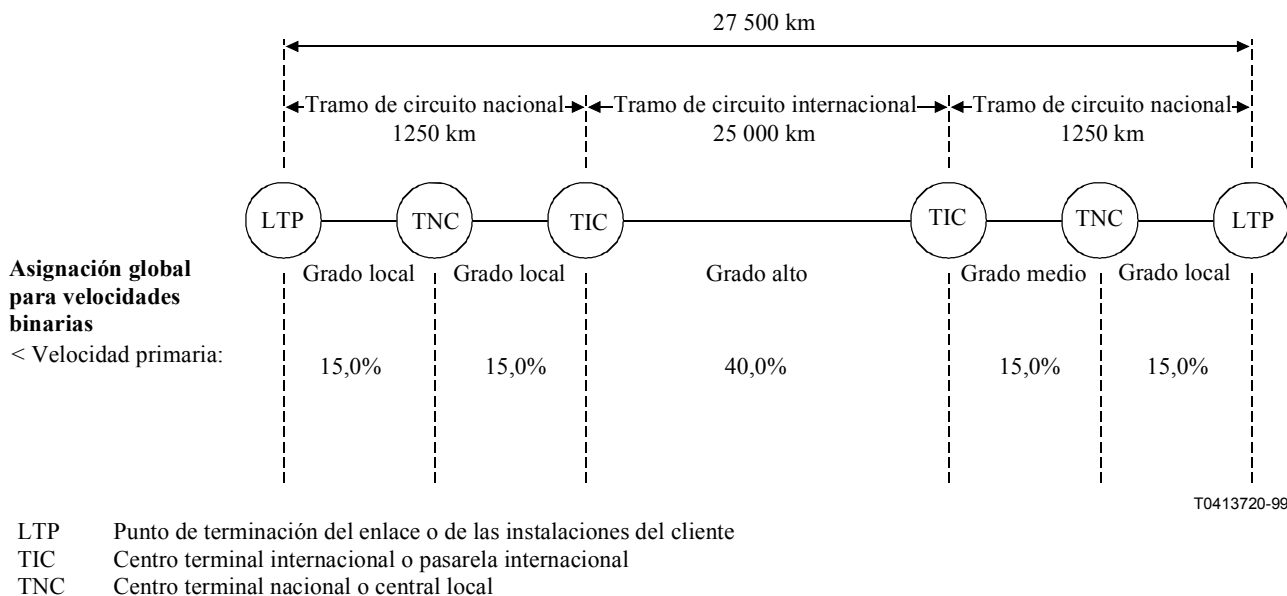 27 500 km
Tramo de circuito nacional
1250 km
Tramo de circuito internacional
25 000 km
Tramo de circuito nacional
1250 km
LTP
TNC
TIC
TIC
TNC
LTP
Asignación global
para velocidades
binarias
Grado local
Grado local
Grado alto
Grado medio
Grado local
< Velocidad primaria:
15,0%
15,0%
40,0%
15,0%
15,0%
T0413720-99
LTP Punto de terminación del enlace o de las instalaciones del cliente
TIC Centro terminal internacional o pasarela internacional
TNC Centro terminal nacional o central local